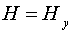 H = H_y